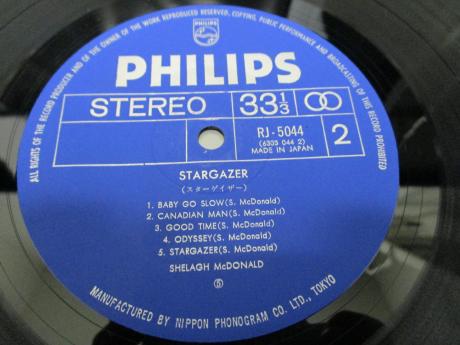 ALL RIGHTS OF THE RECORD PRODUCER AND OF THE OWNER OF THE WORK REPRODUCED RESERVED, COPYING, PUBLIC PERFORMANCE AND BROADCASTING OF THIS RECORD PROHIBITED
PHILIPS
PHILIPS
STEREO 33 1/3
RJ-5044
(6303 044 2)
MADE IN JAPAN
2
STARGAZER
(スターゲイザー)
1. BABY GO SLOW(S. McDonald)
2. CANADIAN MAN(S. McDonald)
3. GOOD TIME(S. McDonald)
4. ODYSSEY(S. McDonald)
5. STARGAZER(S. McDonald)
SHELAGH McDONALD
Ⓢ
MANUFACTURED BY NIPPON PHONOGRAM CO. LTD., TOKYO